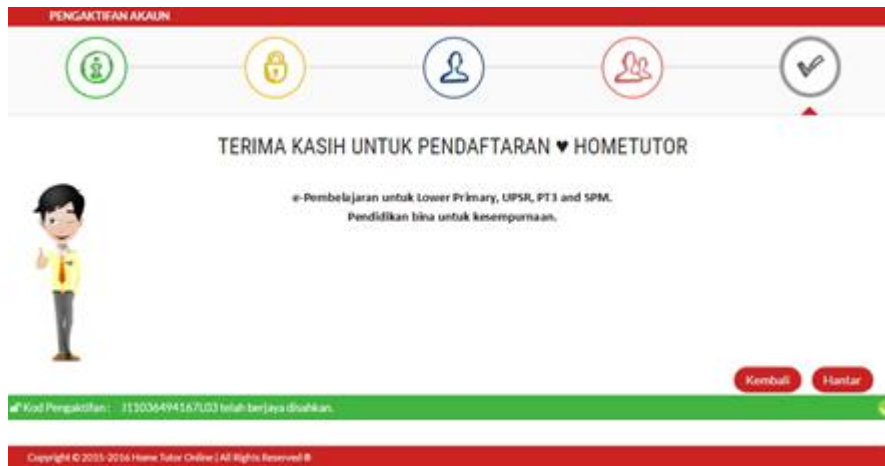 PENGAKTIFAN AKAUN
TERIMA KASIH UNTUK PENDAFTARAN ♥ HOMETUTOR
e-Pembelajaran untuk Lower Primary, UPSR, PT3 and SPM.
Pendidikan bina untuk kesempurnaan.
Kembali Hantar
Kod Pengaktifan : J11036494167L03 telah berjaya disahkan.
Copyright © 2015-2016 Home Tutor Online | All Rights Reserved ®